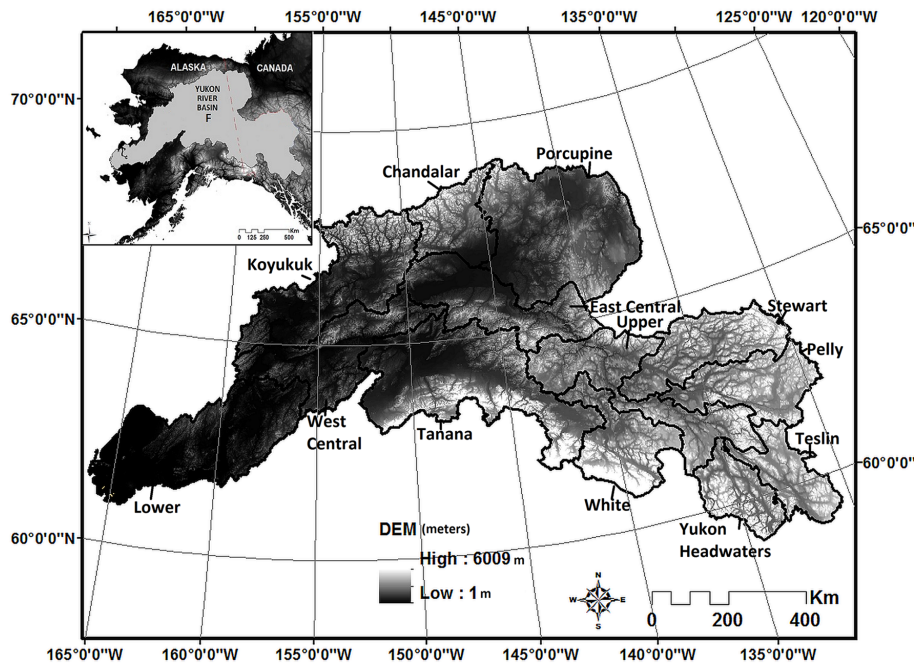 165°0'0"W 155°0'0"W 145°0'0"W 135°0'0"W 125°0'0"W 120°0'0"W
ALASKA CANADA
YUKON
RIVER
BASIN
F
0 125 250 500
Km
70°0'0"N
65°0'0"N
60°0'0"N
65°0'0"N
60°0'0"N
Chandalar
Porcupine
Koyukuk
East Central
Upper
Stewart
Pelly
West
Central
Tanana
Teslin
Lower
White
Yukon
Headwaters
DEM (meters)
High : 6009 m
Low : 1 m
N
W E
S
Km
0 200 400
165°0'0"W 160°0'0"W 155°0'0"W 150°0'0"W 145°0'0"W 140°0'0"W 135°0'0"W